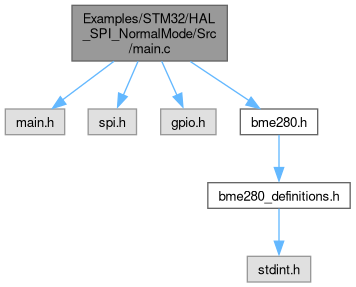 Examples/STM32/HAL
_SPI_NormalMode/Src
/main.c
main.h
spi.h
gpio.h
bme280.h
bme280_definitions.h
stdint.h